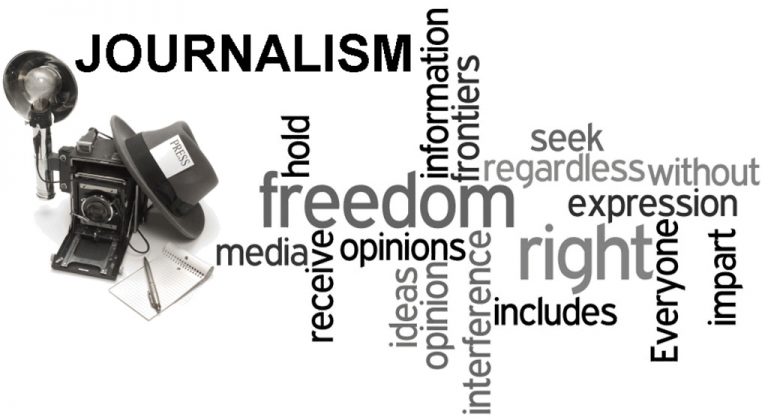 JOURNALISM
PRESS
information
frontiers
hold
seek
regardless
without
freedom
expression
media
receive
opinions
right
ideas
opinion
interference
includes
Everyone
impart